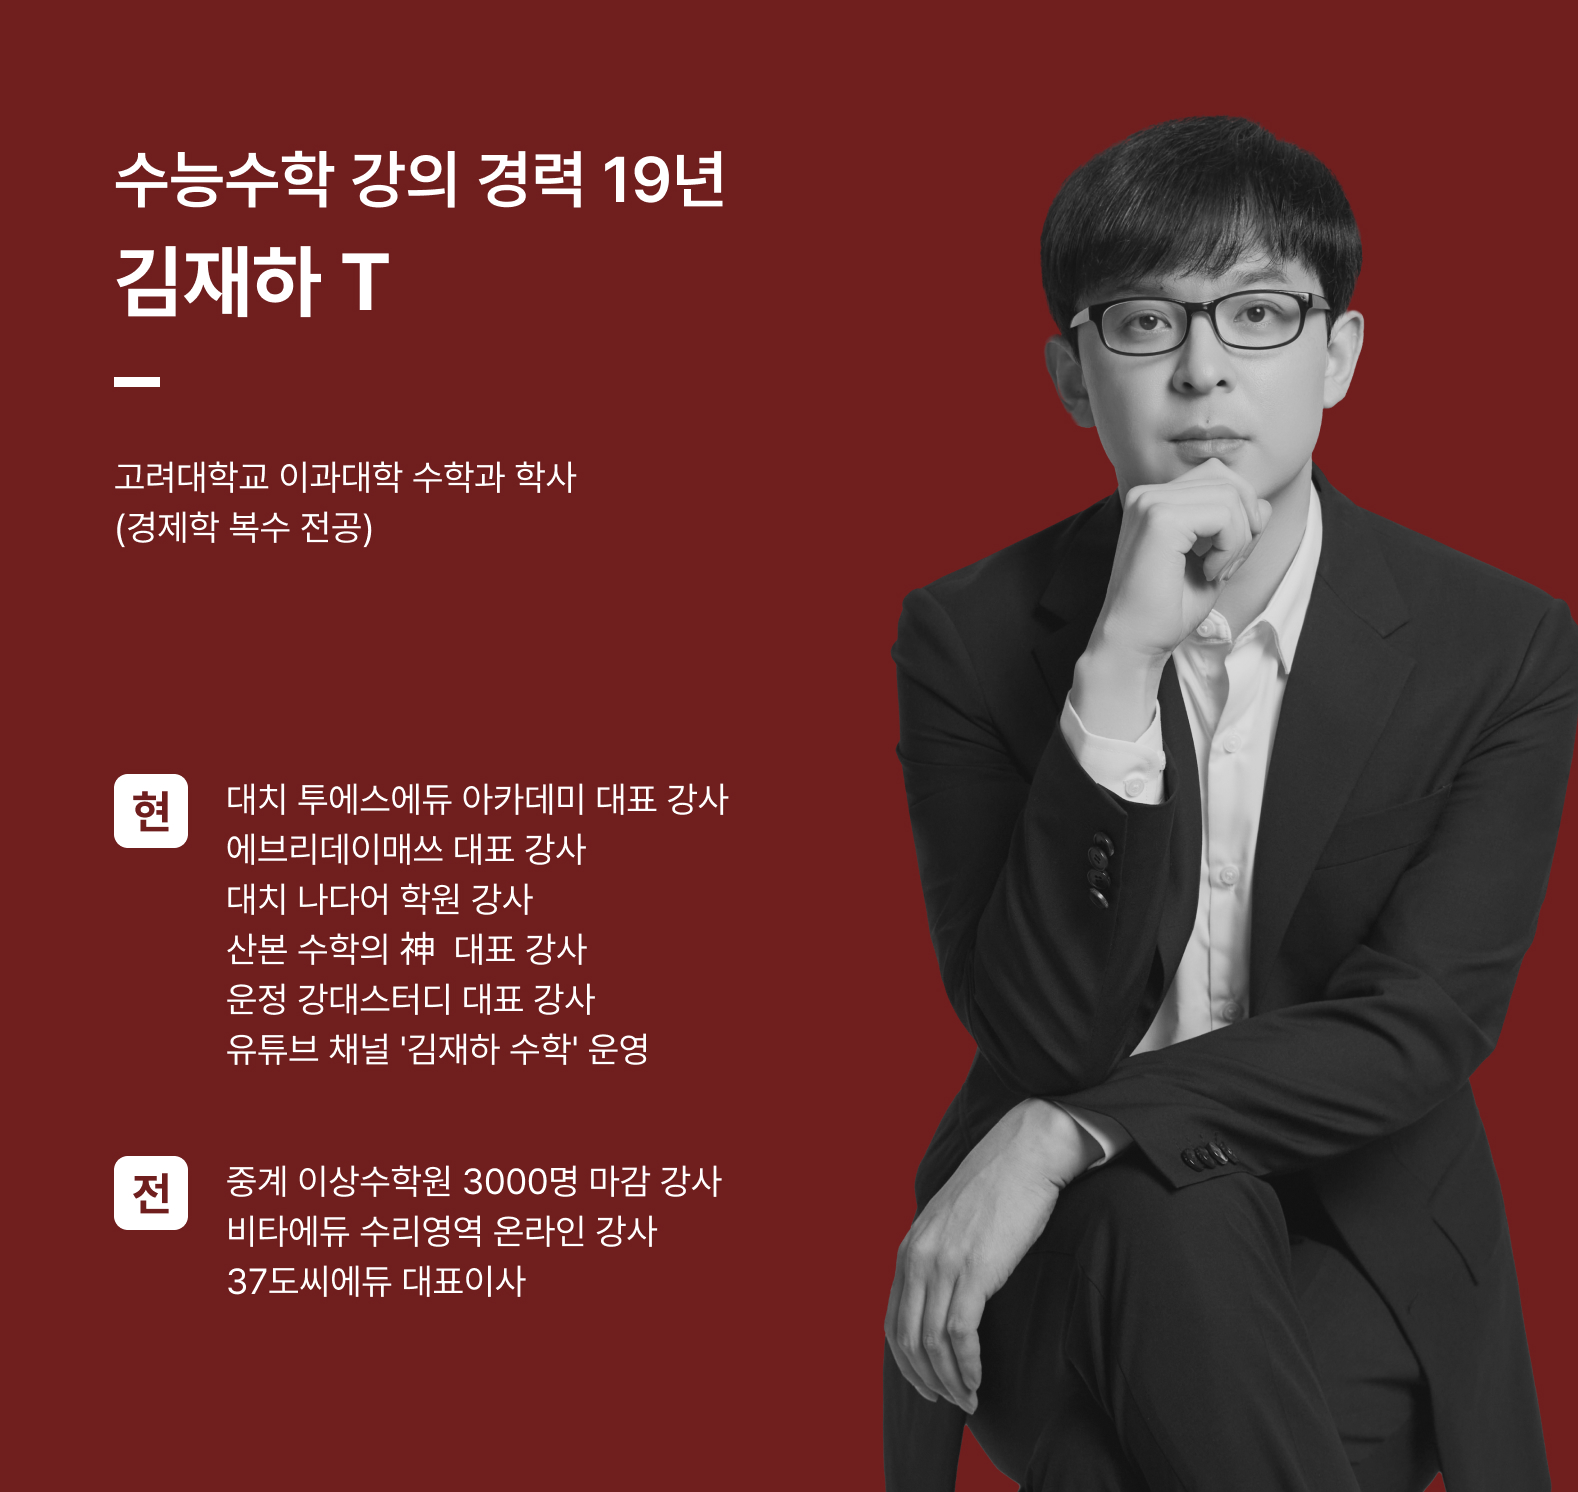 수능수학 강의 경력 19년
김재하 T
고려대학교 이과대학 수학과 학사
(경제학 복수 전공)
현
대치 투에스에듀 아카데미 대표 강사
에브리데이매쓰 대표 강사
대치 나다어 학원 강사
산본 수학의 神 대표 강사
운정 강대스터디 대표 강사
유튜브 채널 '김재하 수학' 운영
전
중계 이상수학원 3000명 마감 강사
비타에듀 수리영역 온라인 강사
37도씨에듀 대표이사